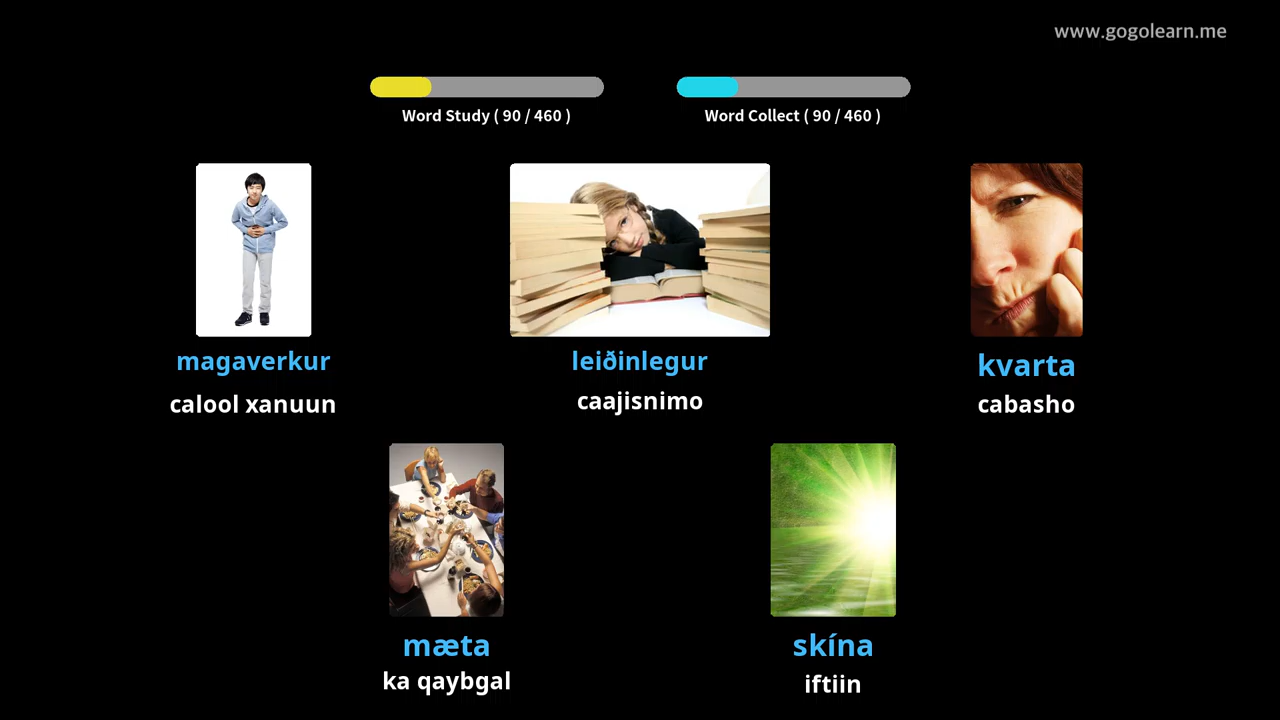 www.gogolearn.me
Word Study ( 90 / 460 )
Word Collect ( 90 / 460 )
magaverkur
calool xanuun
leiðinlegur
caajisnimo
kvarta
cabasho
mæta
ka qaybgal
skína
iftiin